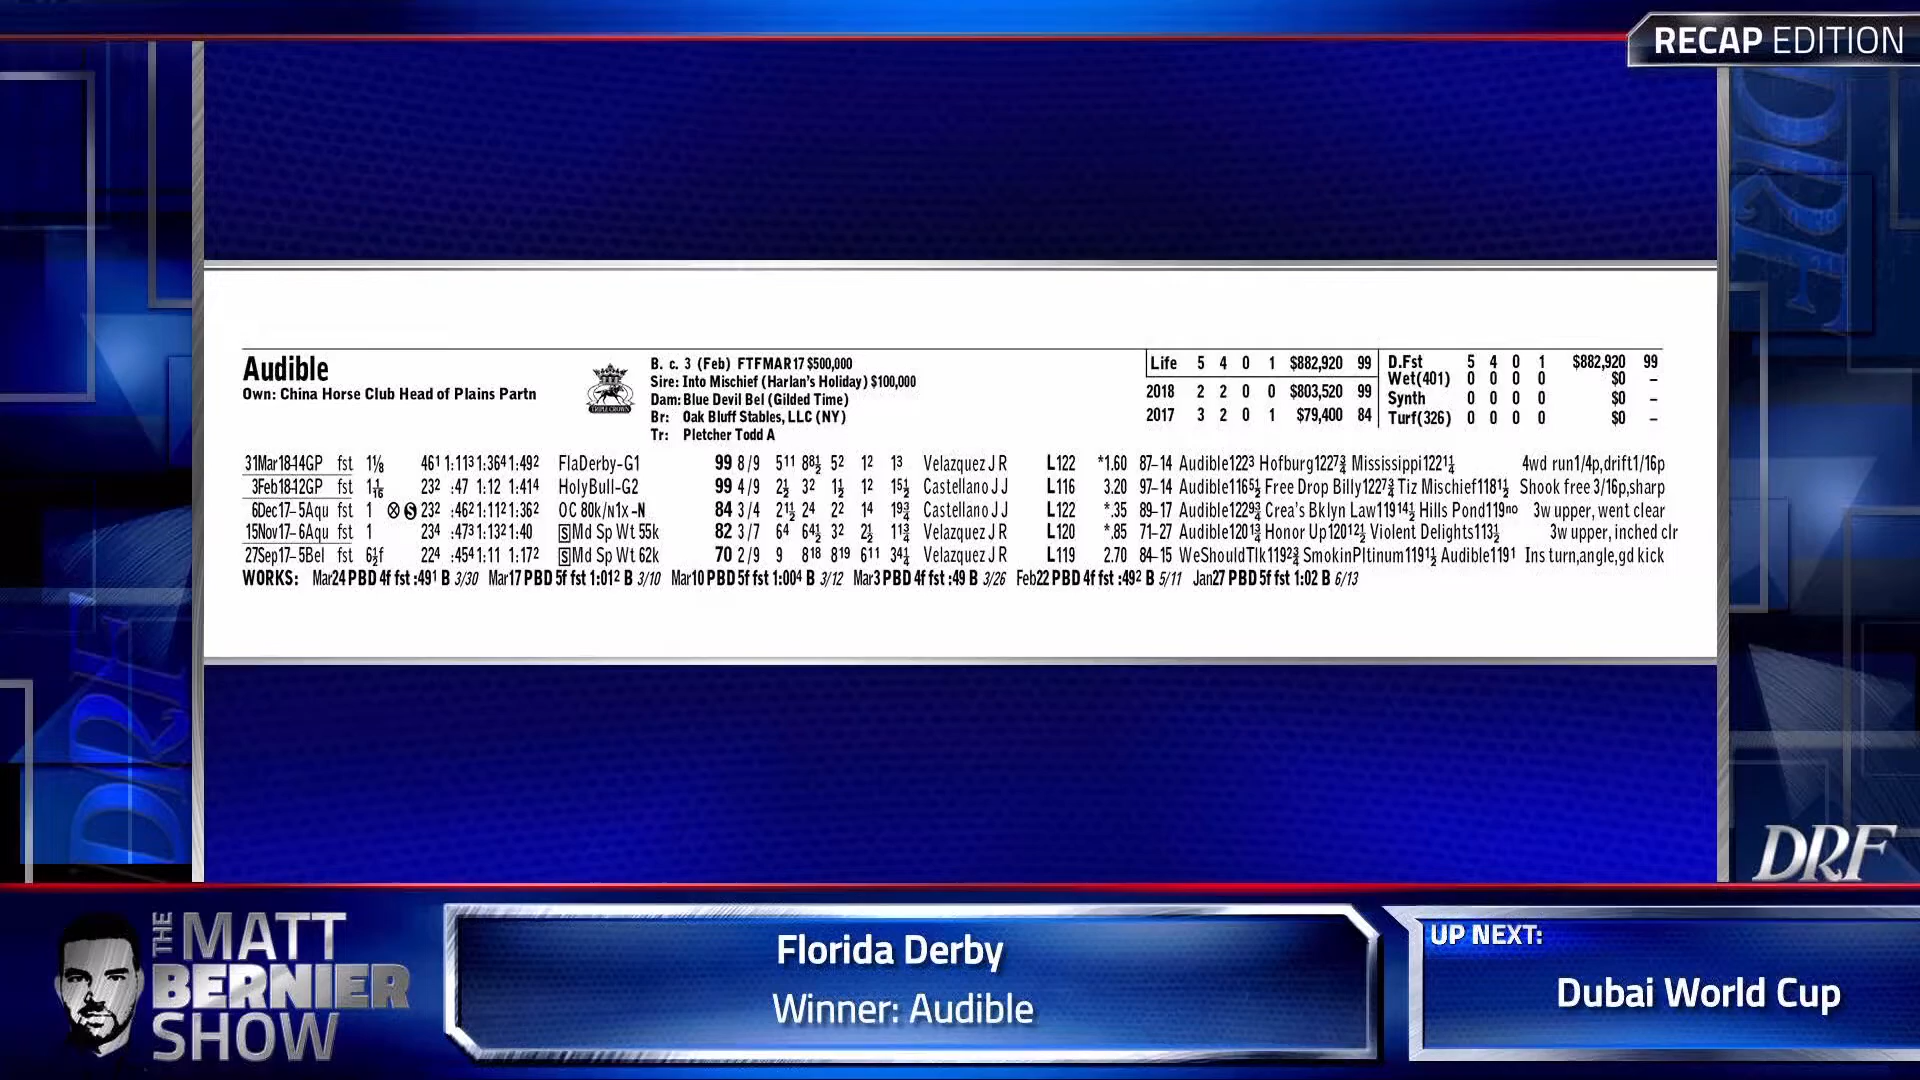 RECAP EDITION
DRF
DRF
Audible
Own: China Horse Club Head of Plains Partn
TRIPLE CROWN
B. c. 3 (Feb) FTFMAR17 $500,000
Sire: Into Mischief (Harlan's Holiday) $100,000
Dam: Blue Devil Bel (Gilded Time)
Br: Oak Bluff Stables, LLC (NY)
Tr: Pletcher Todd A
Life 5 4 0 1 $882,920 99
2018 2 2 0 0 $803,520 99
2017 3 2 0 1 $79,400 84
D.Fst 5 4 0 1 $882,920 99
Wet(401) 0 0 0 0 $0 –
Synth 0 0 0 0 $0 –
Turf(326) 0 0 0 0 $0 –
31Mar18-14GP fst 1⅛ 46¹ 1:11³ 1:36⁴ 1:49² FlaDerby-G1 99 8/9 5¹¹ 8⁸½ 5² 1² 1³ Velazquez J R L122 *1.60 87–14 Audible122³ Hofburg122⁷¾ Mississippi122¹¼ 4wd run1/4p,drift1/16p
3Feb18-12GP fst 1 1/16 23² :47 1:12 1:41⁴ HolyBull-G2 99 4/9 2½ 3² 1½ 1² 1⁵½ Castellano J J L116 3.20 97–14 Audible116⁵½ Free Drop Billy122⁷¾ Tiz Mischief118¹½ Shook free 3/16p,sharp
6Dec17– 5Aqu fst 1 ⊗ Ⓢ 23² :46² 1:11² 1:36² OC 80k/N1x -N 84 3/4 2¹½ 2⁴ 2² 1⁴ 1⁹¾ Castellano J J L122 *.35 89–17 Audible122⁹¾ Crea's Bklyn Law119¹⁴½ Hills Pond119ⁿᵒ 3w upper, went clear
15Nov17– 6Aqu fst 1 23⁴ :47³ 1:13² 1:40 🅂Md Sp Wt 55k 82 3/7 6⁴ 6⁴½ 3² 2½ 1¹¾ Velazquez J R L120 *.85 71–27 Audible120¹¾ Honor Up120¹²½ Violent Delights113½ 3w upper, inched clr
27Sep17– 5Bel fst 6½f 22⁴ :45⁴ 1:11 1:17² 🅂Md Sp Wt 62k 70 2/9 9 8¹⁸ 8¹⁹ 6¹¹ 3⁴¼ Velazquez J R L119 2.70 84–15 WeShouldTlk119²¾ SmokinPltinum119¹½ Audible119¹ Ins turn,angle,gd kick
WORKS: Mar24 PBD 4f fst :49¹ B 3/30 Mar17 PBD 5f fst 1:01² B 3/10 Mar10 PBD 5f fst 1:00⁴ B 3/12 Mar3 PBD 4f fst :49 B 3/26 Feb22 PBD 4f fst :49² B 5/11 Jan27 PBD 5f fst 1:02 B 6/13
DRF
THE MATT
BERNIER
SHOW
Florida Derby
Winner: Audible
UP NEXT:
Dubai World Cup